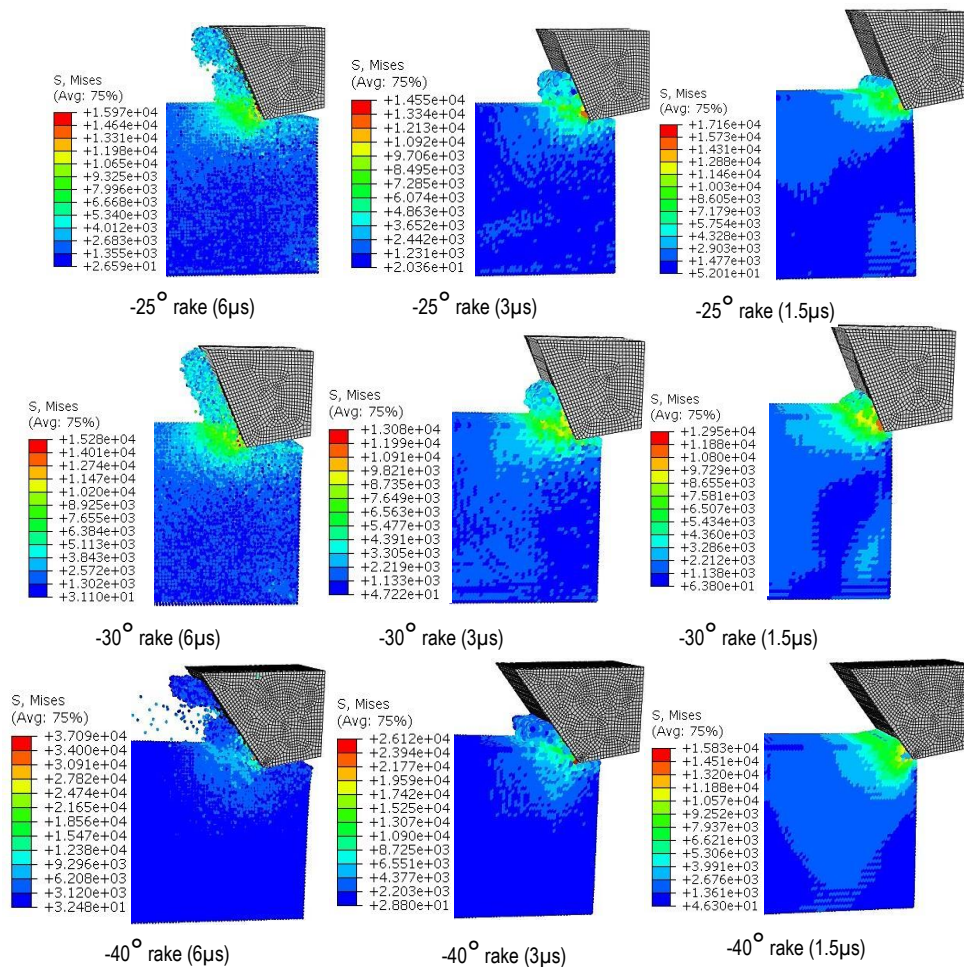 S, Mises
(Avg: 75%)
+1.597e+04
+1.464e+04
+1.331e+04
+1.198e+04
+1.065e+04
+9.325e+03
+7.996e+03
+6.668e+03
+5.340e+03
+4.012e+03
+2.683e+03
+1.355e+03
+2.659e+01
-25° rake (6µs)
S, Mises
(Avg: 75%)
+1.455e+04
+1.334e+04
+1.213e+04
+1.092e+04
+9.706e+03
+8.495e+03
+7.285e+03
+6.074e+03
+4.863e+03
+3.652e+03
+2.442e+03
+1.231e+03
+2.036e+01
-25° rake (3µs)
S, Mises
(Avg: 75%)
+1.716e+04
+1.573e+04
+1.431e+04
+1.288e+04
+1.146e+04
+1.003e+04
+8.605e+03
+7.179e+03
+5.754e+03
+4.328e+03
+2.903e+03
+1.477e+03
+5.201e+01
-25° rake (1.5µs)
S, Mises
(Avg: 75%)
+1.528e+04
+1.401e+04
+1.274e+04
+1.147e+04
+1.020e+04
+8.925e+03
+7.655e+03
+6.384e+03
+5.113e+03
+3.843e+03
+2.572e+03
+1.302e+03
+3.110e+01
-30° rake (6µs)
S, Mises
(Avg: 75%)
+1.308e+04
+1.199e+04
+1.091e+04
+9.821e+03
+8.735e+03
+7.649e+03
+6.563e+03
+5.477e+03
+4.391e+03
+3.305e+03
+2.219e+03
+1.133e+03
+4.722e+01
-30° rake (3µs)
S, Mises
(Avg: 75%)
+1.295e+04
+1.188e+04
+1.080e+04
+9.729e+03
+8.655e+03
+7.581e+03
+6.507e+03
+5.434e+03
+4.360e+03
+3.286e+03
+2.212e+03
+1.138e+03
+6.380e+01
-30° rake (1.5µs)
S, Mises
(Avg: 75%)
+3.709e+04
+3.400e+04
+3.091e+04
+2.782e+04
+2.474e+04
+2.165e+04
+1.856e+04
+1.547e+04
+1.238e+04
+9.296e+03
+6.208e+03
+3.120e+03
+3.248e+01
-40° rake (6µs)
S, Mises
(Avg: 75%)
+2.612e+04
+2.394e+04
+2.177e+04
+1.959e+04
+1.742e+04
+1.525e+04
+1.307e+04
+1.090e+04
+8.725e+03
+6.551e+03
+4.377e+03
+2.203e+03
+2.880e+01
-40° rake (3µs)
S, Mises
(Avg: 75%)
+1.583e+04
+1.451e+04
+1.320e+04
+1.188e+04
+1.057e+04
+9.252e+03
+7.937e+03
+6.621e+03
+5.306e+03
+3.991e+03
+2.676e+03
+1.361e+03
+4.630e+01
-40° rake (1.5µs)